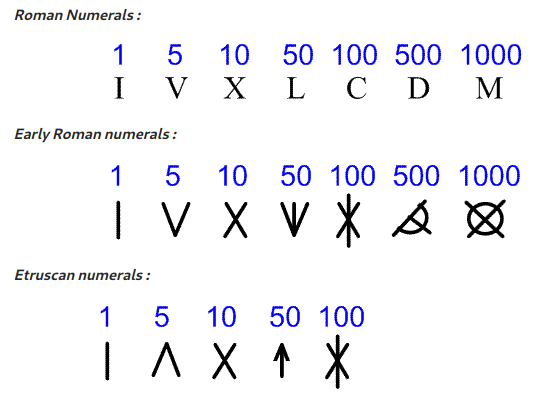 Roman Numerals :
1 5 10 50 100 500 1000
I V X L C D M
Early Roman numerals :
1 5 10 50 100 500 1000
Etruscan numerals :
1 5 10 50 100